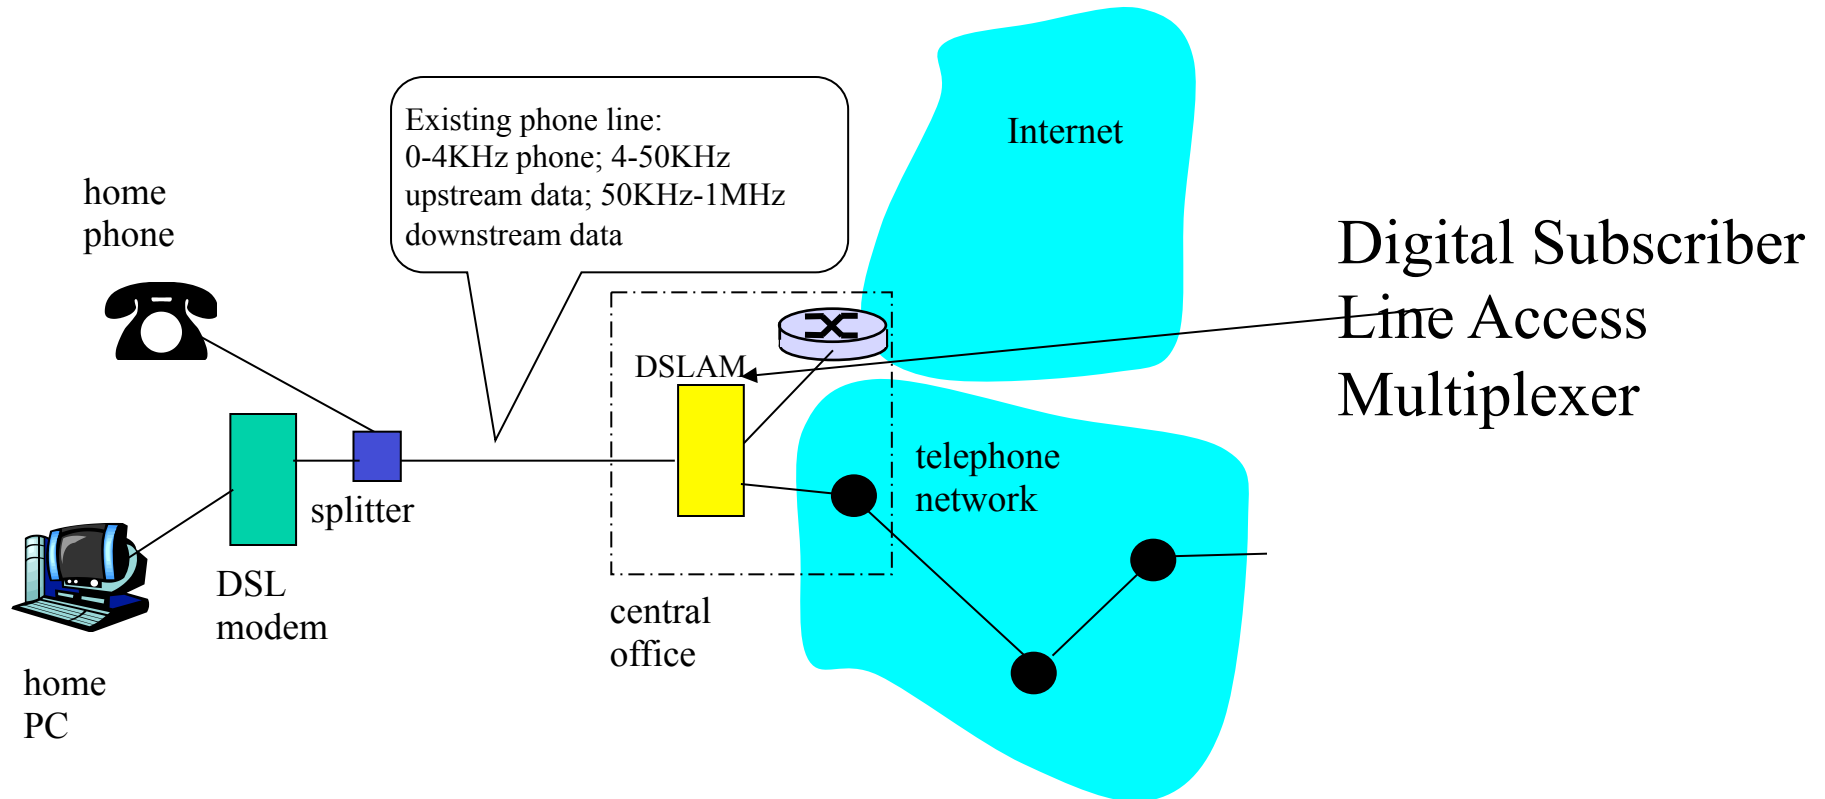 Existing phone line:
0-4KHz phone; 4-50KHz
upstream data; 50KHz-1MHz
downstream data
Internet
home
phone
Digital Subscriber
Line Access
Multiplexer
DSLAM
telephone
network
splitter
DSL
modem
central
office
home
PC